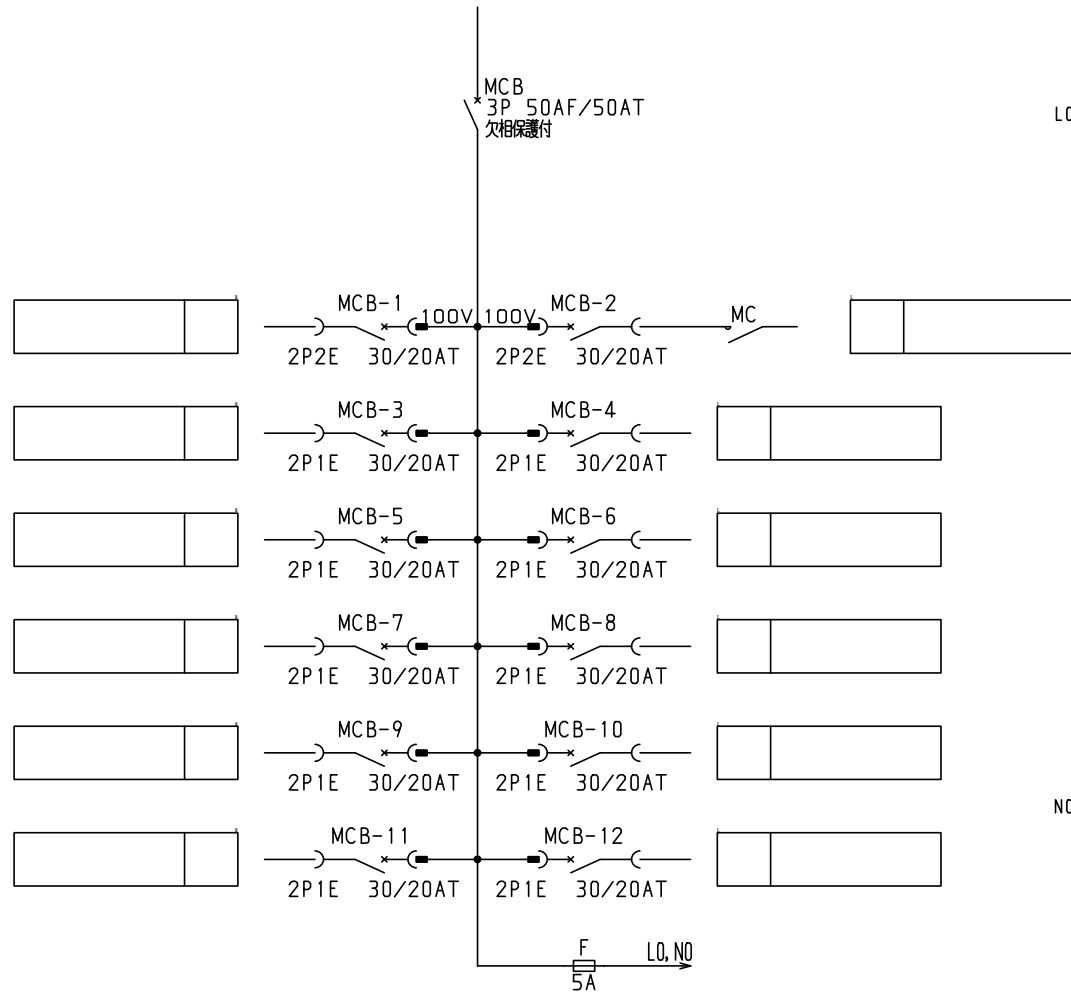 MCB
3P 50AF/50AT
欠相保護付
LO
MCB-1 100V 100V MCB-2 MC
2P2E 30/20AT 2P2E 30/20AT
MCB-3 MCB-4
2P1E 30/20AT 2P1E 30/20AT
MCB-5 MCB-6
2P1E 30/20AT 2P1E 30/20AT
MCB-7 MCB-8
2P1E 30/20AT 2P1E 30/20AT
MCB-9 MCB-10
2P1E 30/20AT 2P1E 30/20AT
NO
MCB-11 MCB-12
2P1E 30/20AT 2P1E 30/20AT
F LO,NO
5A